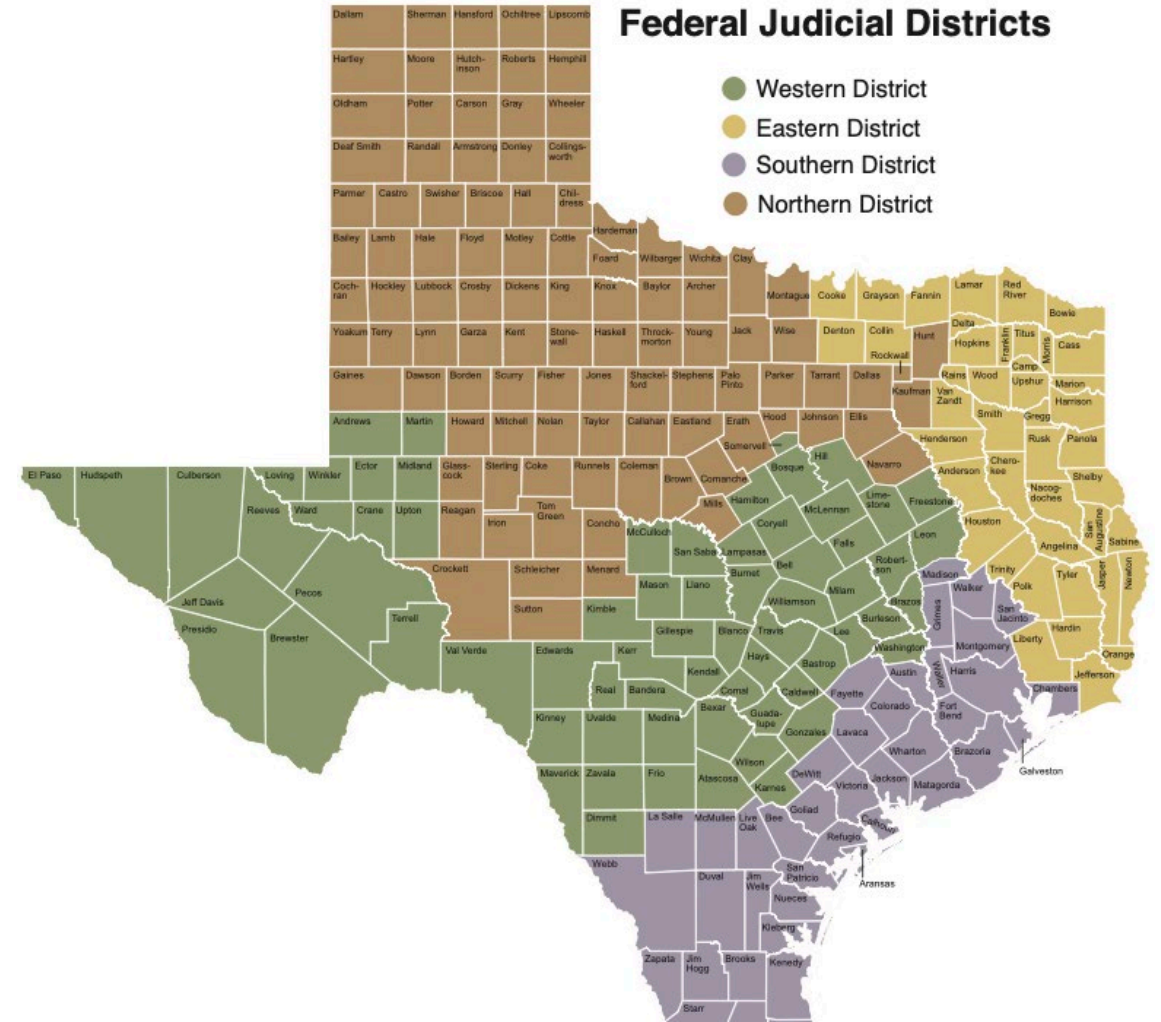 Federal Judicial Districts
Western District
Eastern District
Southern District
Northern District
Dallam Sherman Hansford Ochiltree Lipscomb
Hartley Moore Hutch-
inson Roberts Hemphill
Oldham Potter Carson Gray Wheeler
Deaf Smith Randall Armstrong Donley Collings-
worth
Parmer Castro Swisher Briscoe Hall Chil-
dress
Hardeman
Bailey Lamb Hale Floyd Motley Cottle
Foard Wilbarger Wichita Clay
Coch-
ran Hockley Lubbock Crosby Dickens King Knox Baylor Archer
Montague Cooke Grayson Fannin Lamar Red
River
Bowie
Yoakum Terry Lynn Garza Kent Stone-
wall Haskell Throck-
morton Young Jack Wise Denton Collin
Rockwall
Hunt
Delta
Hopkins Franklin Titus Morris Cass
Camp
Gaines Dawson Borden Scurry Fisher Jones Shackel-
ford Stephens Palo
Pinto Parker Tarrant Dallas
Kaufman Van
Zandt
Rains Wood Upshur Marion
Harrison
Andrews Martin Howard Mitchell Nolan Taylor Callahan Eastland Erath Hood Johnson Ellis
Smith Gregg
Somervell
Henderson Rusk Panola
El Paso Hudspeth Culberson Loving Winkler Ector Midland Glass-
cock Sterling Coke Runnels Coleman
Brown Comanche Bosque Hill Navarro
Anderson Chero-
kee Shelby
Nacog-
doches
Reeves Ward Crane Upton Reagan
Irion Tom
Green Concho
Mills Hamilton McLennan Lime-
stone Freestone
McCulloch Coryell
San Saba Lampasas Falls Leon Houston
Angelina San
Augustine Sabine
Crockett Schleicher Menard
Burnet Bell Robert-
son Madison Trinity
Polk Tyler Jasper Newton
Mason Llano Milam Walker
Jeff Davis Pecos
Sutton Kimble Williamson Brazos Grimes San
Jacinto
Presidio Brewster Terrell
Gillespie Blanco Travis Lee Burleson
Washington Montgomery Liberty Hardin
Val Verde Edwards Kerr Hays Orange
Kendall Bastrop Austin Waller Harris Jefferson
Real Bandera Comal Caldwell Fayette Chambers
Kinney Uvalde Medina Bexar Guada-
lupe Colorado Fort
Bend
Gonzales Lavaca
Wharton Brazoria
Maverick Zavala Frio Atascosa Wilson
Karnes DeWitt Victoria Jackson Matagorda
Galveston
Dimmit La Salle McMullen Live
Oak Bee Goliad
Calhoun
Refugio
Webb Duval Jim
Wells San
Patricio
Aransas
Nueces
Kleberg
Zapata Jim
Hogg Brooks Kenedy
Starr